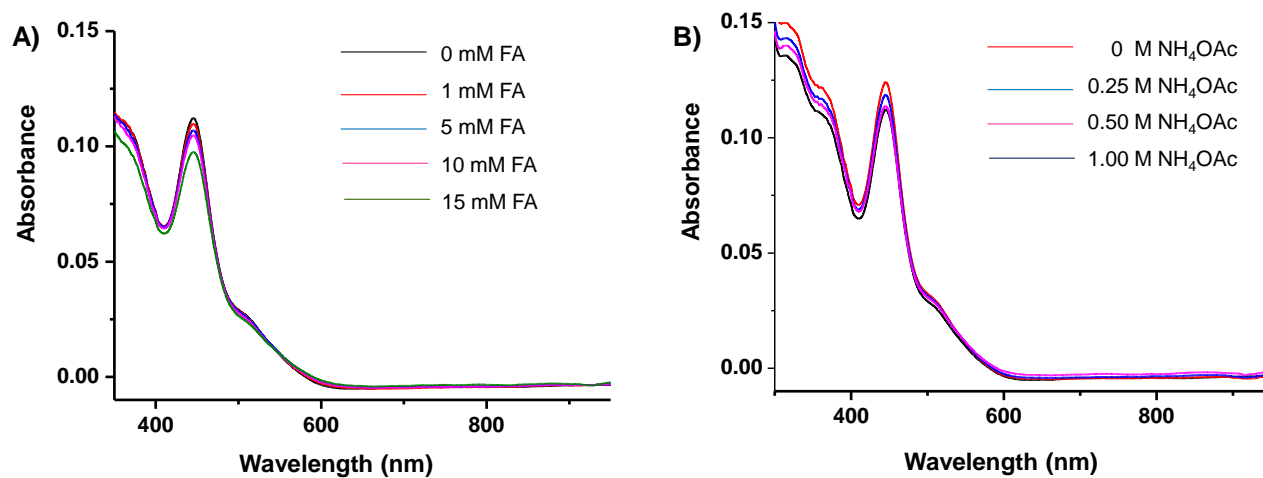 A)
Absorbance
0.15
0.10
0.05
0.00
400
600
800
Wavelength (nm)
0 mM FA
1 mM FA
5 mM FA
10 mM FA
15 mM FA
B)
Absorbance
0.15
0.10
0.05
0.00
400
600
800
Wavelength (nm)
0 M NH₄OAc
0.25 M NH₄OAc
0.50 M NH₄OAc
1.00 M NH₄OAc